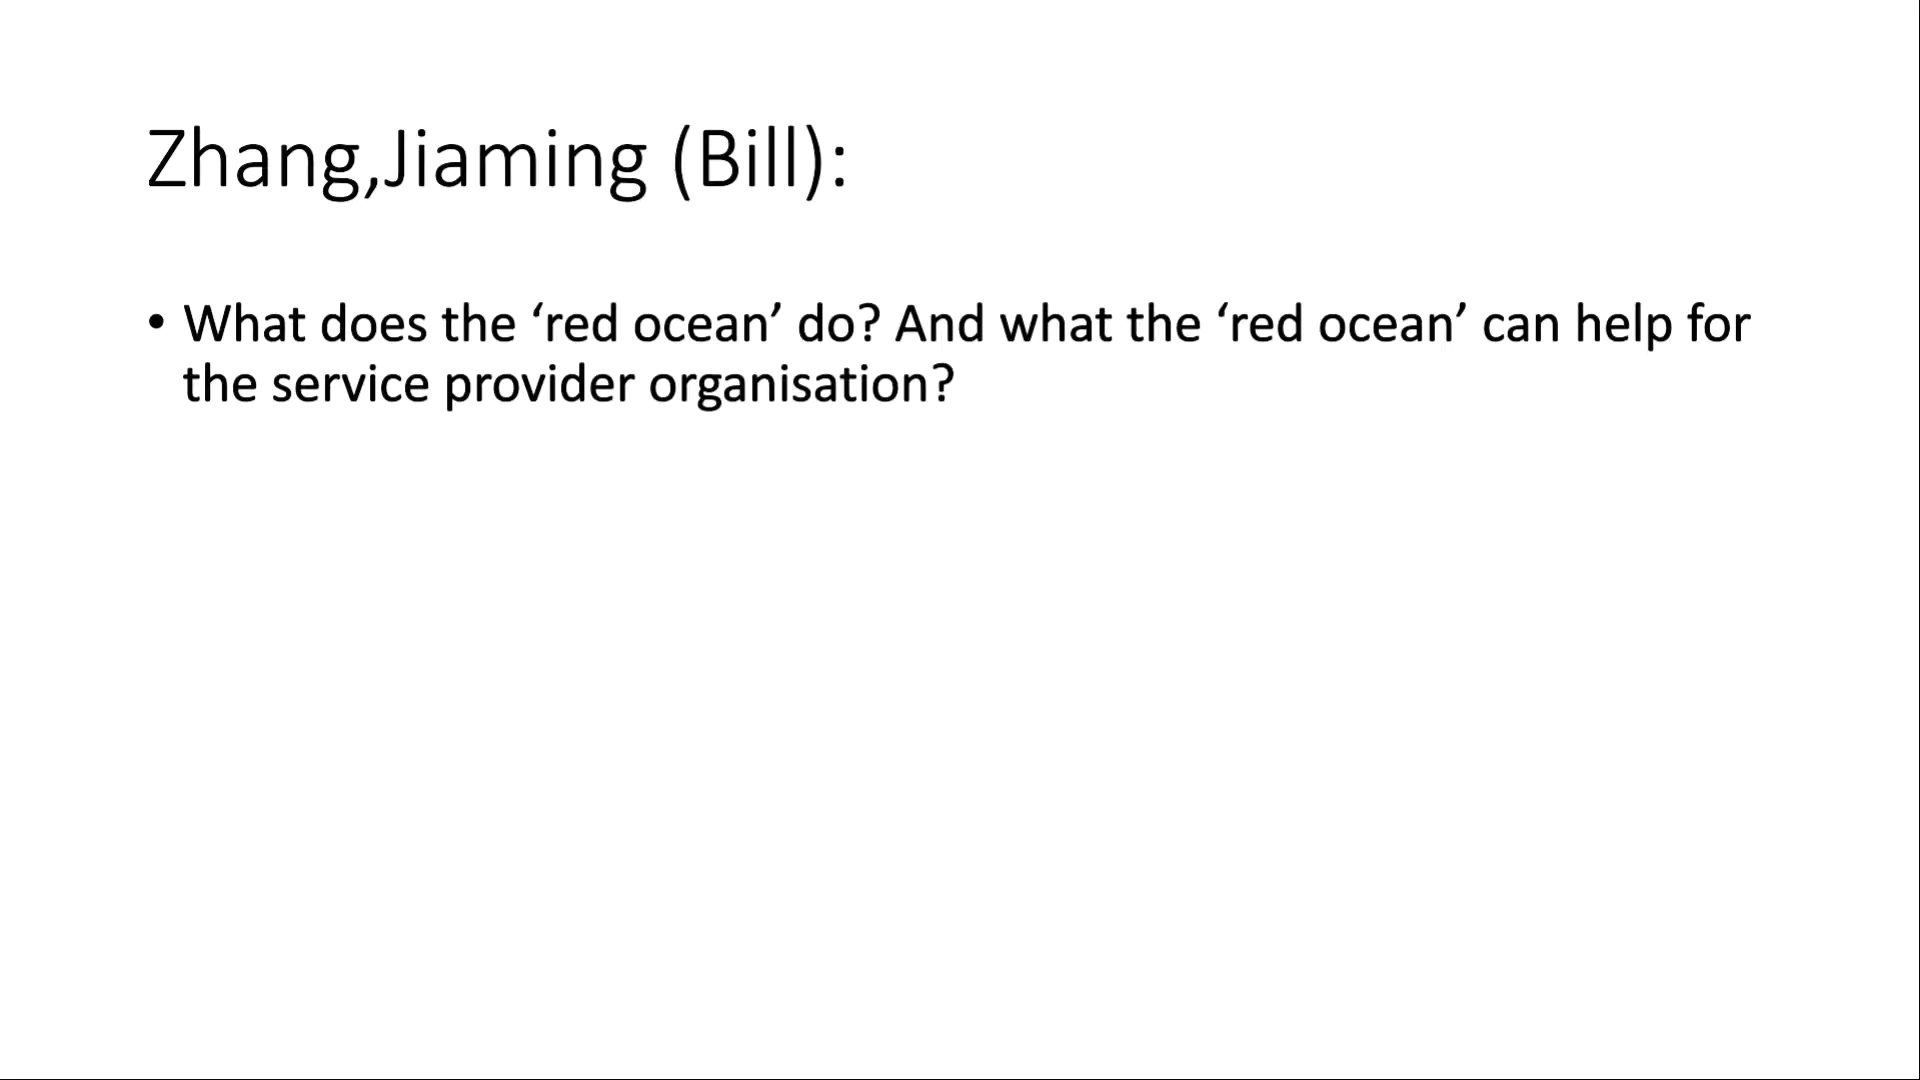 Zhang,Jiaming (Bill):
• What does the ‘red ocean’ do? And what the ‘red ocean’ can help for
the service provider organisation?